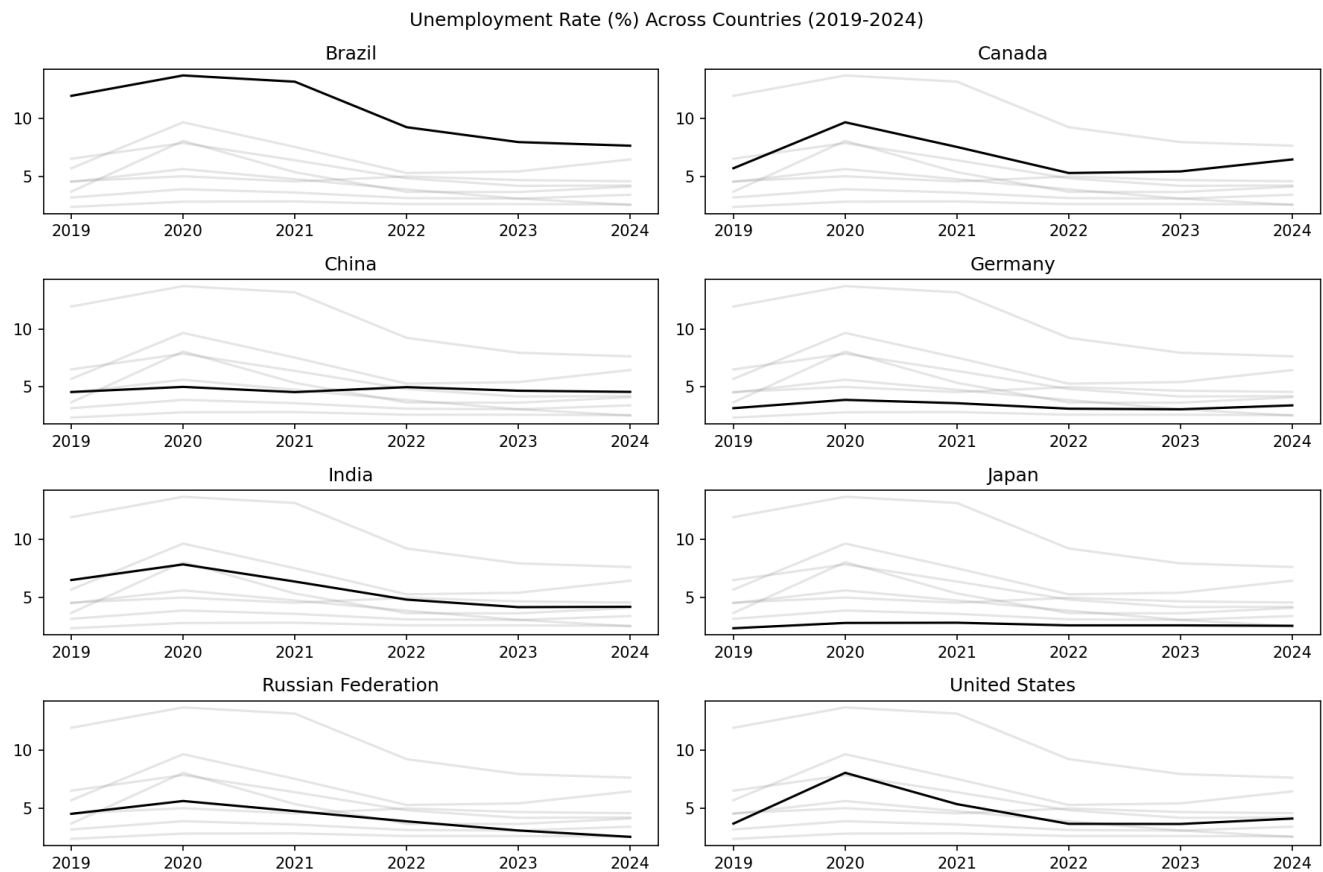 Unemployment Rate (%) Across Countries (2019-2024)
Brazil
10
5
2019 2020 2021 2022 2023 2024
Canada
10
5
2019 2020 2021 2022 2023 2024
China
10
5
2019 2020 2021 2022 2023 2024
Germany
10
5
2019 2020 2021 2022 2023 2024
India
10
5
2019 2020 2021 2022 2023 2024
Japan
10
5
2019 2020 2021 2022 2023 2024
Russian Federation
10
5
2019 2020 2021 2022 2023 2024
United States
10
5
2019 2020 2021 2022 2023 2024